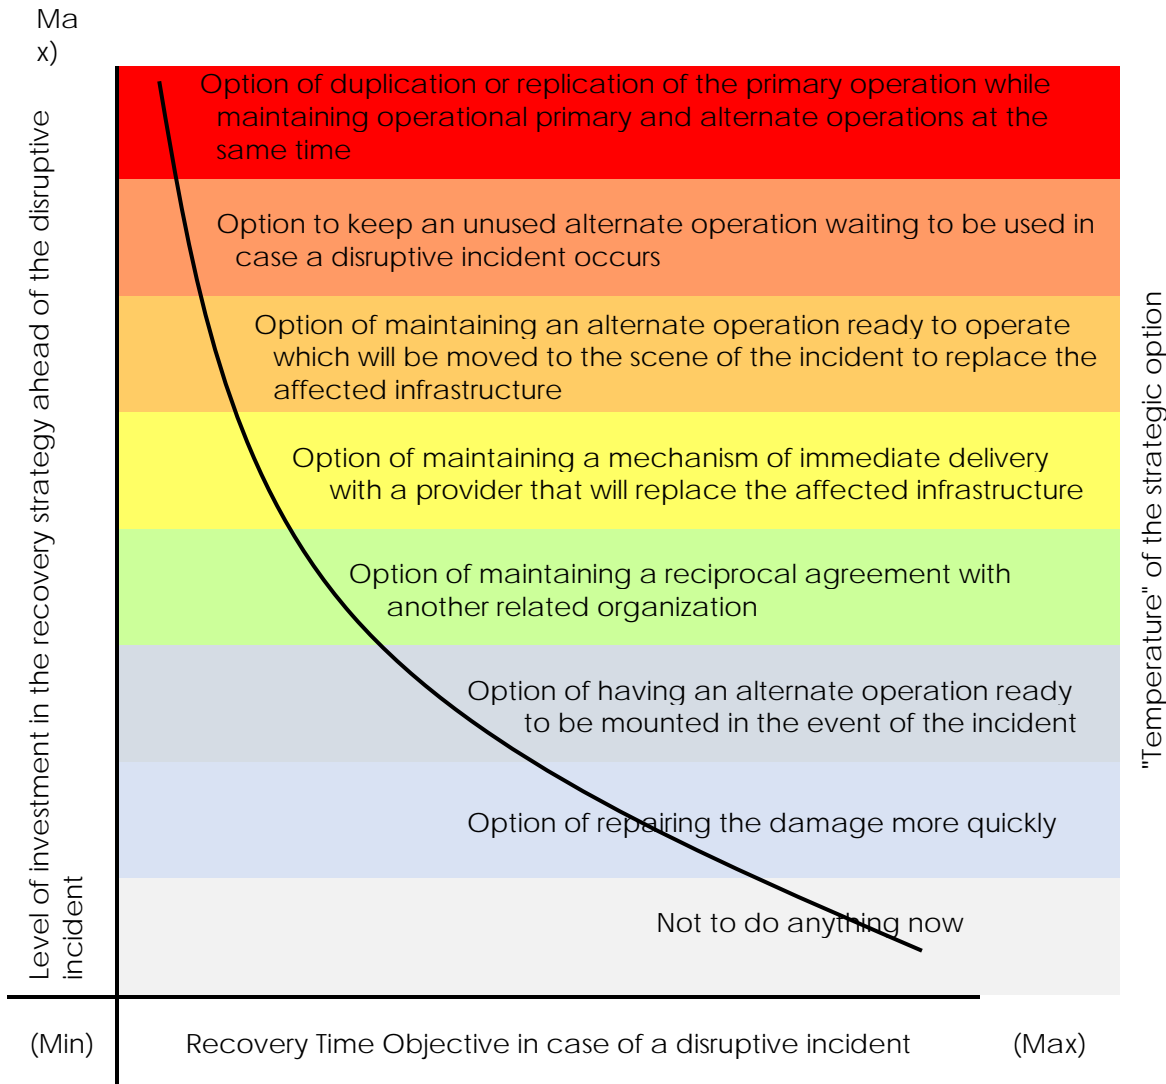 Ma
x)
Option of duplication or replication of the primary operation while
maintaining operational primary and alternate operations at the
same time
Option to keep an unused alternate operation waiting to be used in
case a disruptive incident occurs
Option of maintaining an alternate operation ready to operate
which will be moved to the scene of the incident to replace the
affected infrastructure
Option of maintaining a mechanism of immediate delivery
with a provider that will replace the affected infrastructure
Option of maintaining a reciprocal agreement with
another related organization
Option of having an alternate operation ready
to be mounted in the event of the incident
Option of repairing the damage more quickly
Not to do anything now
Level of investment in the recovery strategy ahead of the disruptive
incident
"Temperature" of the strategic option
(Min)
Recovery Time Objective in case of a disruptive incident
(Max)